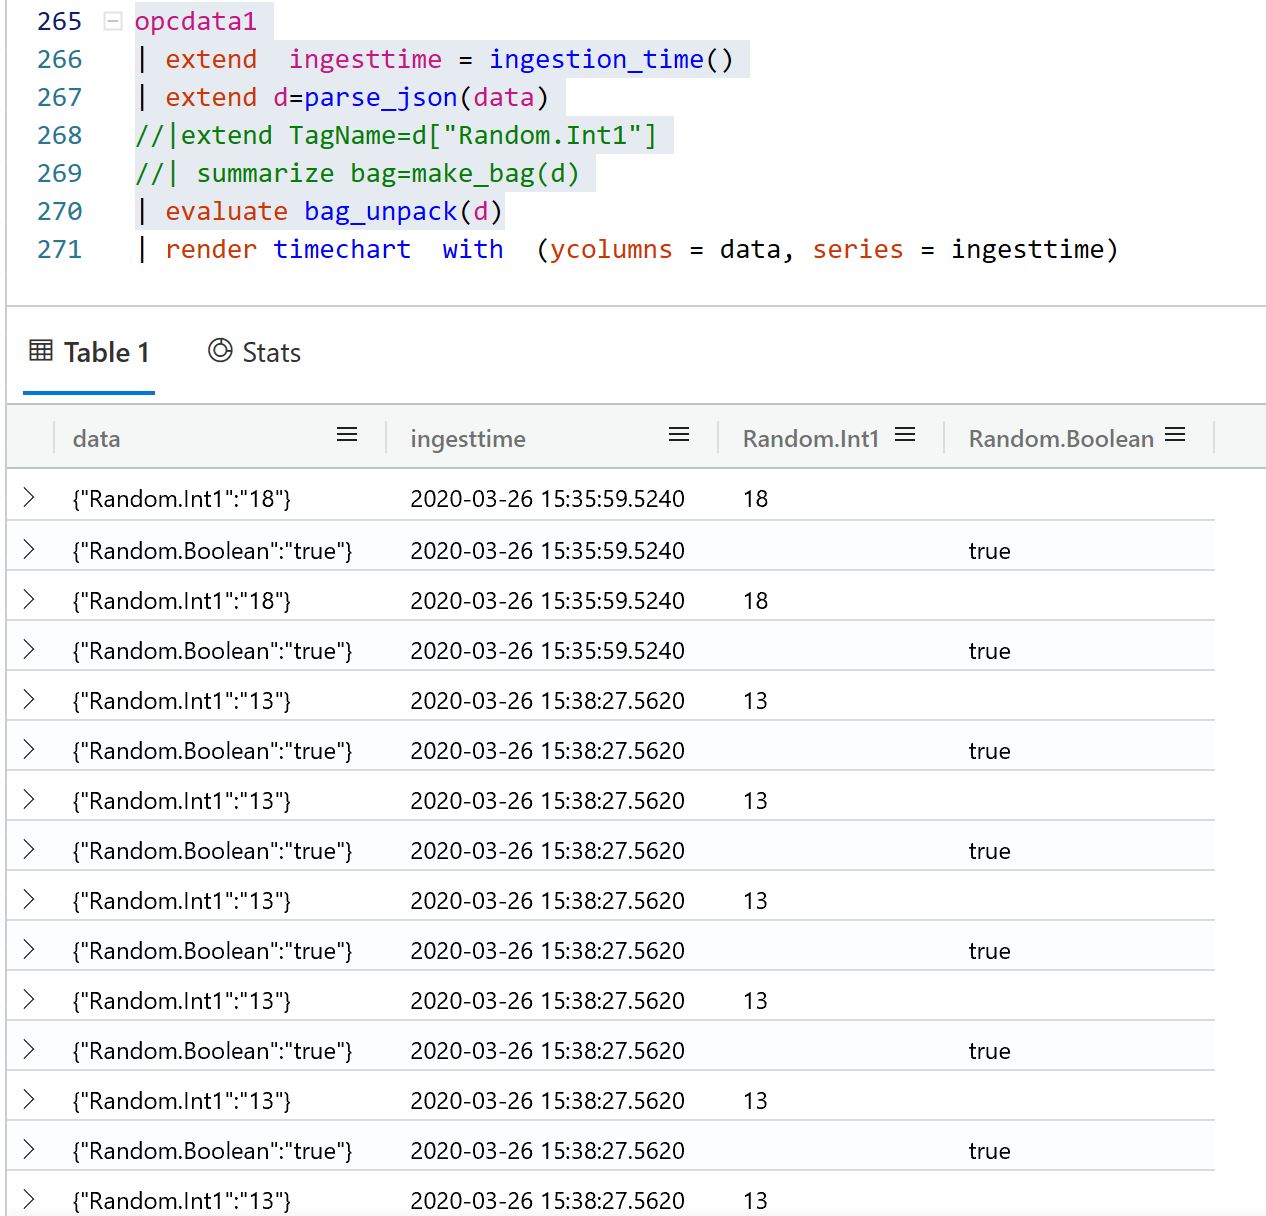 265 opcdata1
266 | extend  ingesttime = ingestion_time()
267 | extend d=parse_json(data)
268 //|extend TagName=d["Random.Int1"]
269 //| summarize bag=make_bag(d)
270 | evaluate bag_unpack(d)
271 | render timechart  with  (ycolumns = data, series = ingesttime)
Table 1 Stats
data ingesttime Random.Int1 Random.Boolean
{"Random.Int1":"18"} 2020-03-26 15:35:59.5240 18
{"Random.Boolean":"true"} 2020-03-26 15:35:59.5240 true
{"Random.Int1":"18"} 2020-03-26 15:35:59.5240 18
{"Random.Boolean":"true"} 2020-03-26 15:35:59.5240 true
{"Random.Int1":"13"} 2020-03-26 15:38:27.5620 13
{"Random.Boolean":"true"} 2020-03-26 15:38:27.5620 true
{"Random.Int1":"13"} 2020-03-26 15:38:27.5620 13
{"Random.Boolean":"true"} 2020-03-26 15:38:27.5620 true
{"Random.Int1":"13"} 2020-03-26 15:38:27.5620 13
{"Random.Boolean":"true"} 2020-03-26 15:38:27.5620 true
{"Random.Int1":"13"} 2020-03-26 15:38:27.5620 13
{"Random.Boolean":"true"} 2020-03-26 15:38:27.5620 true
{"Random.Int1":"13"} 2020-03-26 15:38:27.5620 13
{"Random.Boolean":"true"} 2020-03-26 15:38:27.5620 true
{"Random.Int1":"13"} 2020-03-26 15:38:27.5620 13